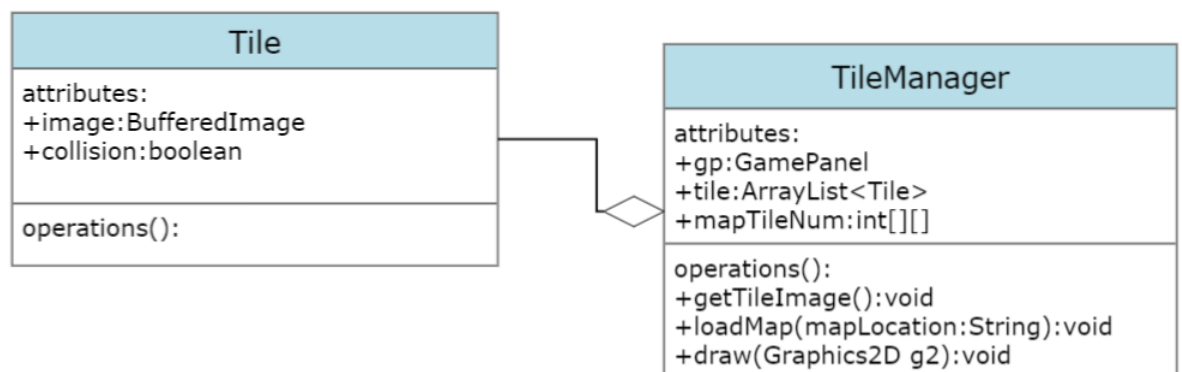 Tile
attributes:
+image:BufferedImage
+collision:boolean
operations():
TileManager
attributes:
+gp:GamePanel
+tile:ArrayList<Tile>
+mapTileNum:int[][]
operations():
+getTileImage():void
+loadMap(mapLocation:String):void
+draw(Graphics2D g2):void